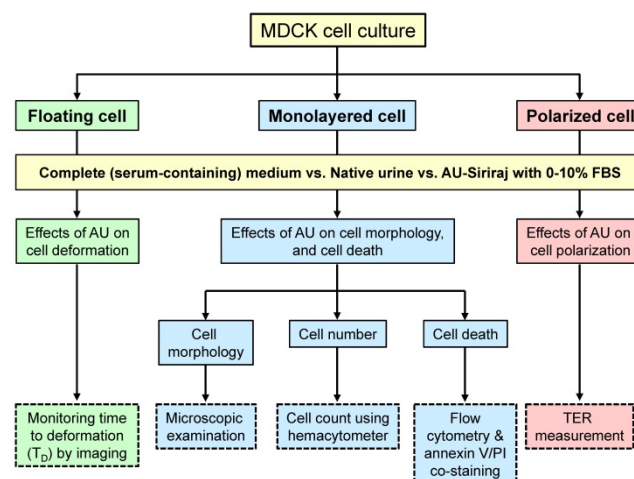 MDCK cell culture
Floating cell
Monolayered cell
Polarized cell
Complete (serum-containing) medium vs. Native urine vs. AU-Siriraj with 0-10% FBS
Effects of AU on
cell deformation
Effects of AU on cell morphology,
and cell death
Effects of AU on
cell polarization
Cell
morphology
Cell number
Cell death
Monitoring time
to deformation
(TD) by imaging
Microscopic
examination
Cell count using
hemacytometer
Flow
cytometry &
annexin V/PI
co-staining
TER
measurement